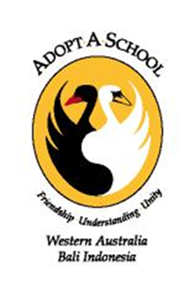 ADOPT A SCHOOL
Friendship Understanding Unity
Western Australia
Bali Indonesia